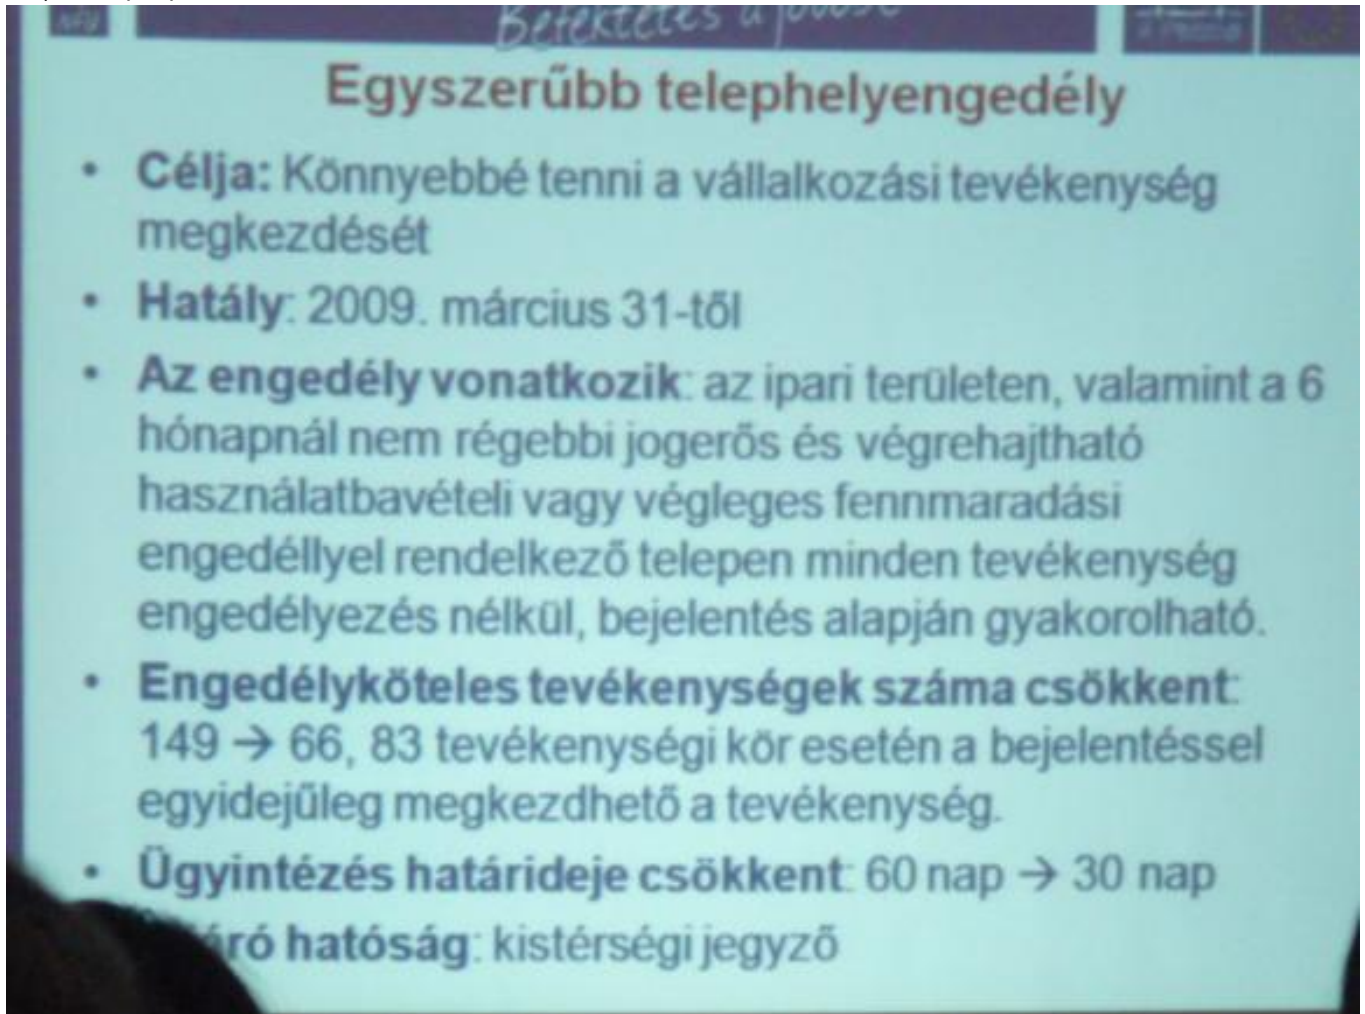 NFÜ
Befektetés a jövőbe
Egyszerűbb telephelyengedély
• Célja: Könnyebbé tenni a vállalkozási tevékenység
megkezdését
• Hatály: 2009. március 31-től
• Az engedély vonatkozik: az ipari területen, valamint a 6
hónapnál nem régebbi jogerős és végrehajtható
használatbavételi vagy végleges fennmaradási
engedéllyel rendelkező telepen minden tevékenység
engedélyezés nélkül, bejelentés alapján gyakorolható.
• Engedélyköteles tevékenységek száma csökkent:
149 → 66, 83 tevékenységi kör esetén a bejelentéssel
egyidejűleg megkezdhető a tevékenység.
• Ügyintézés határideje csökkent: 60 nap → 30 nap
hatóság: kistérségi jegyző